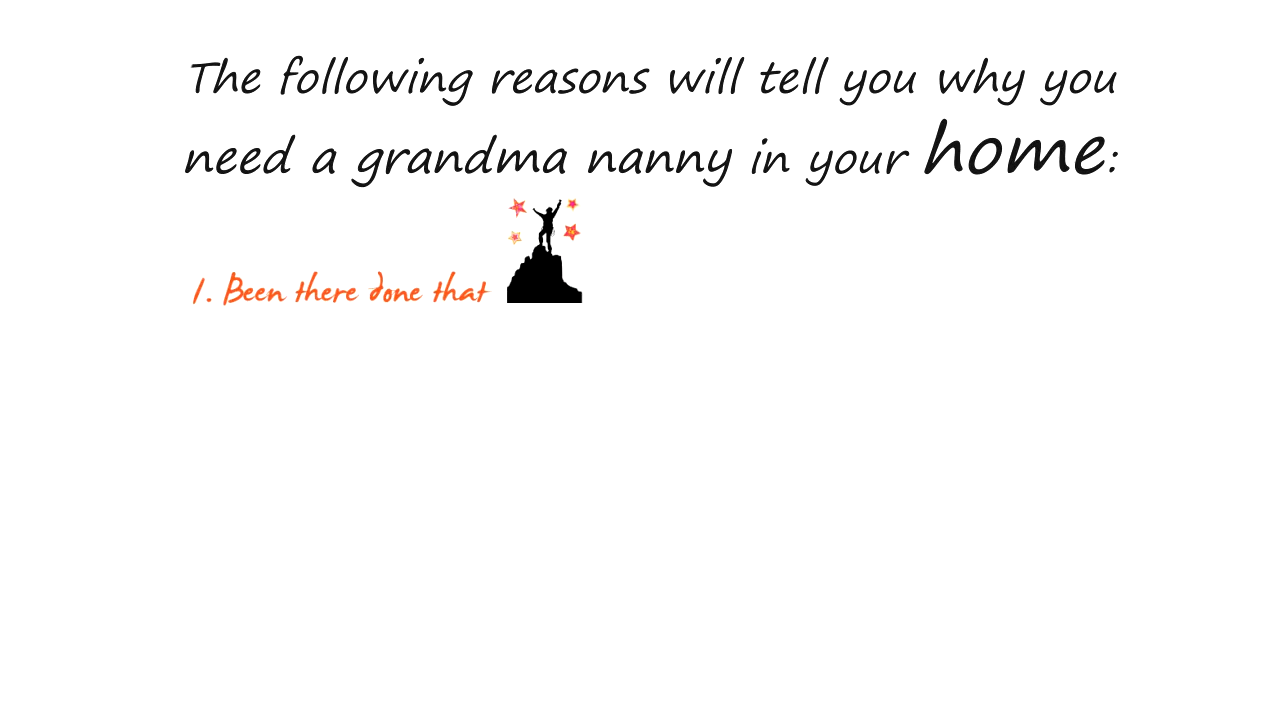 The following reasons will tell you why you
need a grandma nanny in your home:
1. Been there done that